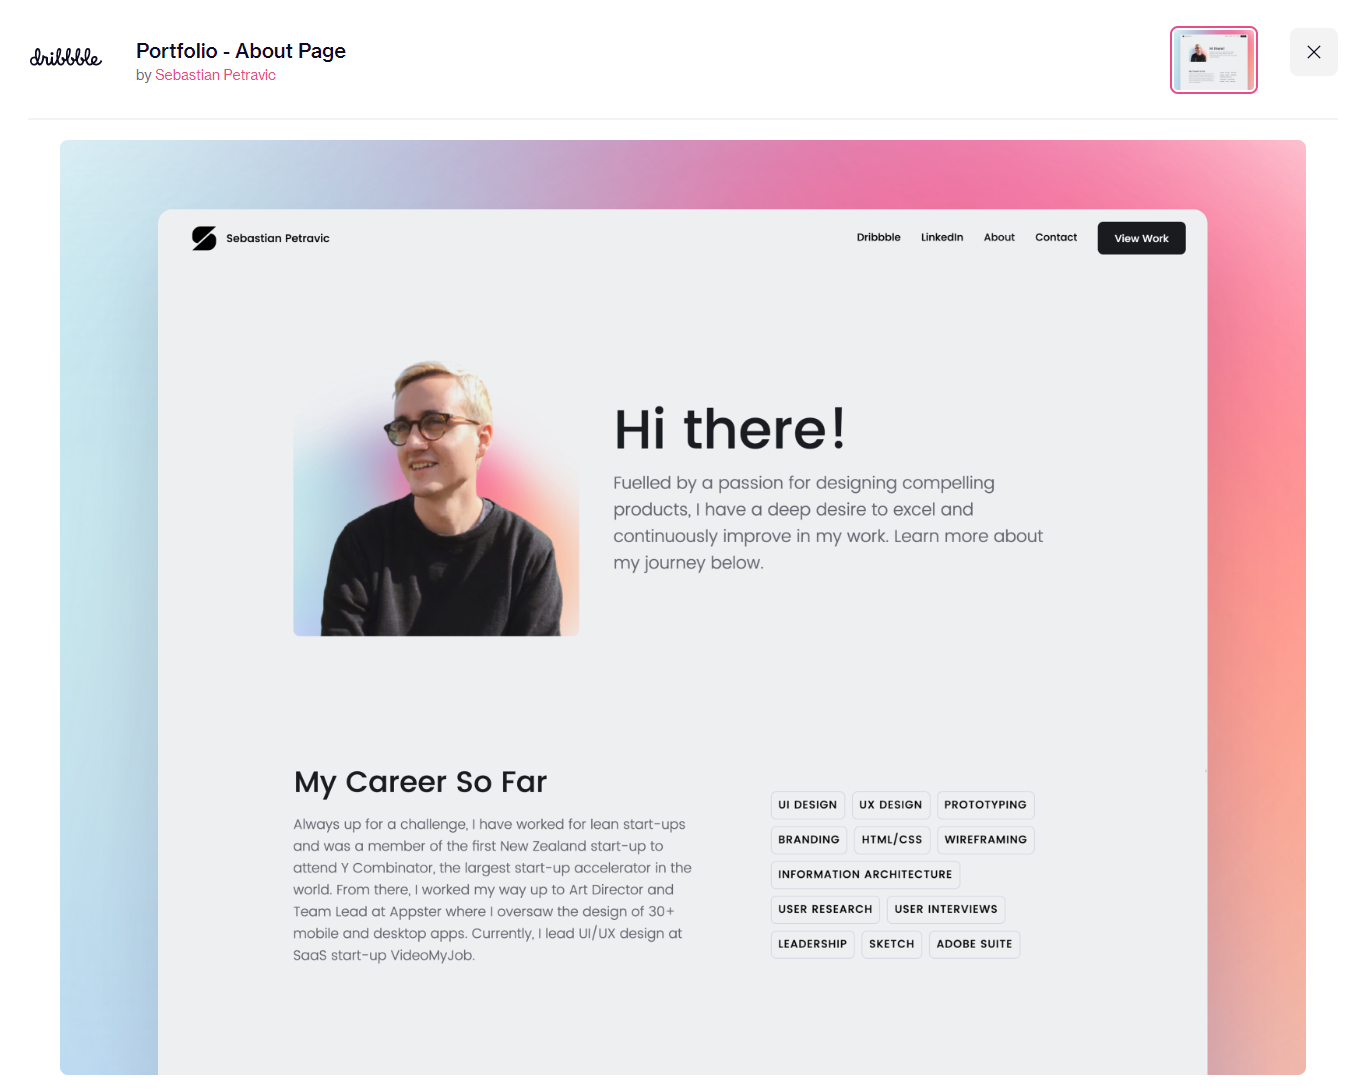 dribbble
Portfolio - About Page
by Sebastian Petravic
Sebastian Petravic
Dribbble
LinkedIn
About
Contact
View Work
Hi there!
Fuelled by a passion for designing compelling
products, I have a deep desire to excel and
continuously improve in my work. Learn more about
my journey below.
My Career So Far
Always up for a challenge, I have worked for lean start-ups
and was a member of the first New Zealand start-up to
attend Y Combinator, the largest start-up accelerator in the
world. From there, I worked my way up to Art Director and
Team Lead at Appster where I oversaw the design of 30+
mobile and desktop apps. Currently, I lead UI/UX design at
SaaS start-up VideoMyJob.
UI DESIGN
UX DESIGN
PROTOTYPING
BRANDING
HTML/CSS
WIREFRAMING
INFORMATION ARCHITECTURE
USER RESEARCH
USER INTERVIEWS
LEADERSHIP
SKETCH
ADOBE SUITE